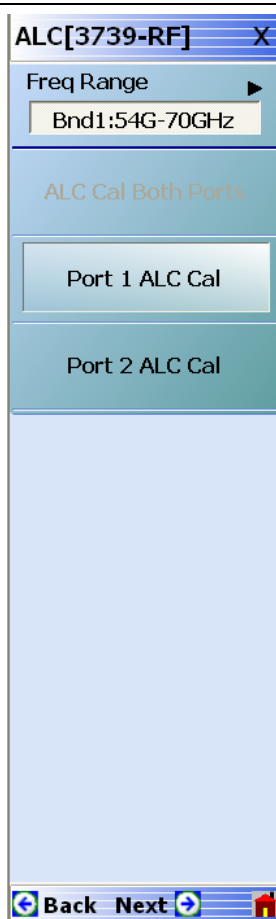 ALC[3739-RF] X
Freq Range
Bnd1:54G-70GHz
ALC Cal Both Ports
Port 1 ALC Cal
Port 2 ALC Cal
Back Next